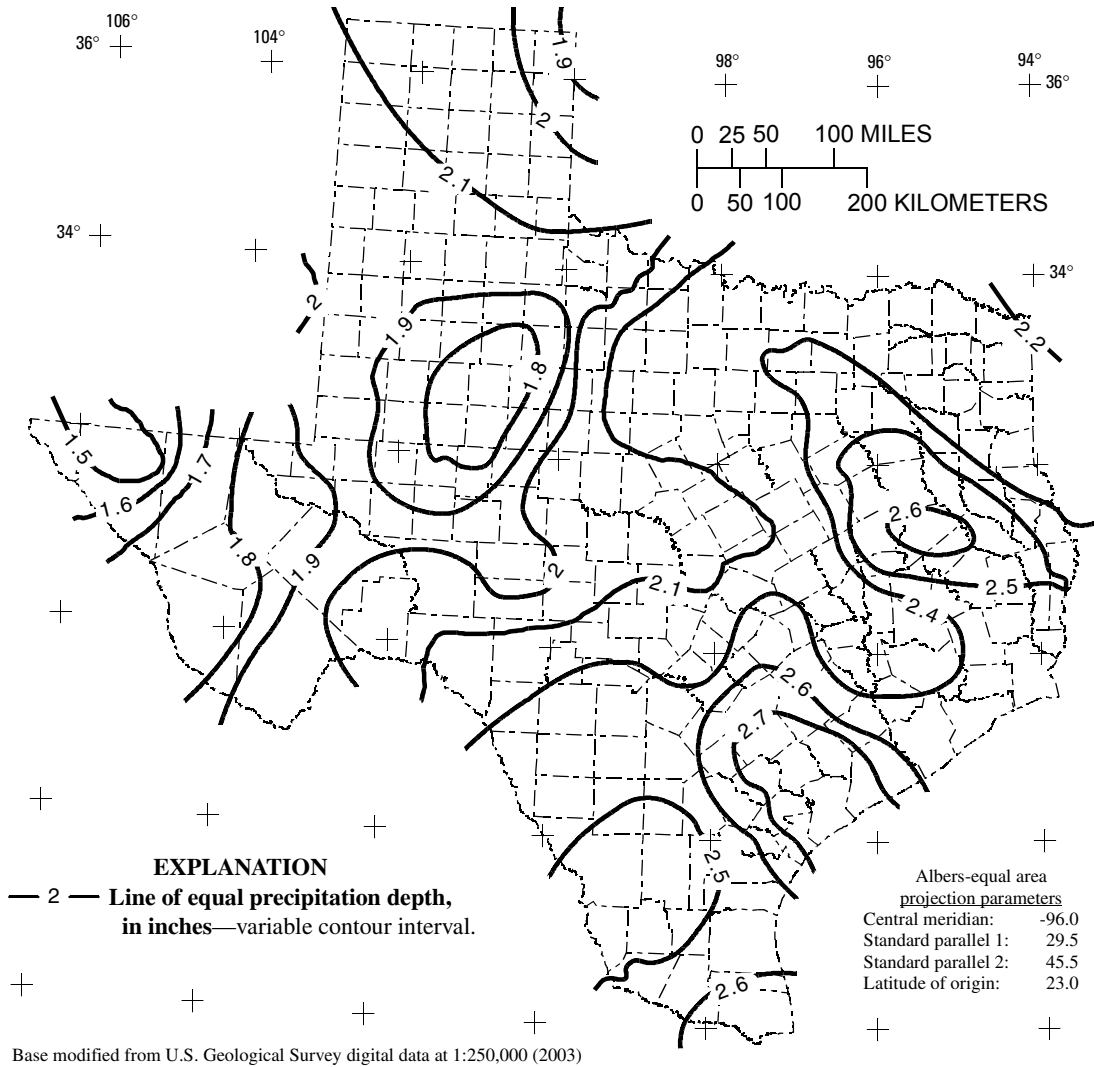 106°
36°
104°
98°
96°
94°
36°
1.9
2
0 25 50 100 MILES
0 50 100 200 KILOMETERS
2.1
34°
34°
2
1.9
2.2
1.8
1.5
1.7
1.6
2.6
1.8
1.9
2
2.1
2.5
2.4
2.6
2.7
2.5
2.6
EXPLANATION
2 Line of equal precipitation depth,
in inches—variable contour interval.
Albers-equal area
projection parameters
Central meridian: -96.0
Standard parallel 1: 29.5
Standard parallel 2: 45.5
Latitude of origin: 23.0
Base modified from U.S. Geological Survey digital data at 1:250,000 (2003)